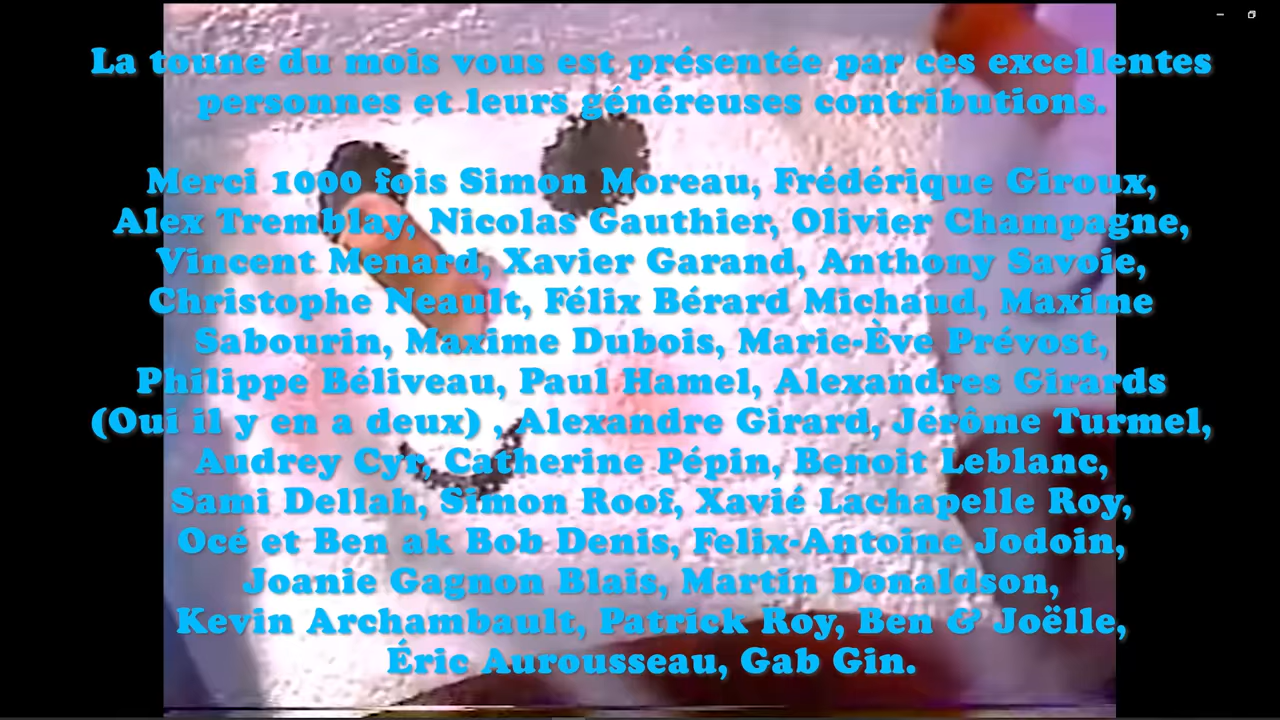 La toune du mois vous est présentée par ces excellentes
personnes et leurs généreuses contributions.
Merci 1000 fois Simon Moreau, Frédérique Giroux,
Alex Tremblay, Nicolas Gauthier, Olivier Champagne,
Vincent Menard, Xavier Garand, Anthony Savoie,
Christophe Neault, Félix Bérard Michaud, Maxime
Sabourin, Maxime Dubois, Marie-Ève Prévost,
Philippe Béliveau, Paul Hamel, Alexandres Girards
(Oui il y en a deux) , Alexandre Girard, Jérôme Turmel,
Audrey Cyr, Catherine Pépin, Benoit Leblanc,
Sami Dellah, Simon Roof, Xavié Lachapelle Roy,
Océ et Ben ak Bob Denis, Felix-Antoine Jodoin,
Joanie Gagnon Blais, Martin Donaldson,
Kevin Archambault, Patrick Roy, Ben & Joëlle,
Éric Aurousseau, Gab Gin.